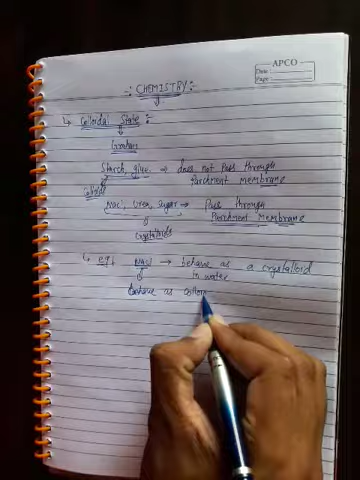 APCO
Date:
Page:
-: CHEMISTRY :-
↳ Colloidal State :-
Graham
Starch, glue → does not Pass through
Parchment membrane
NaCl, Urea, Sugar → Pass through
Parchment Membrane
Crystalloids
↳ eg: NaCl → behave as a crystalloid
in water
behave as